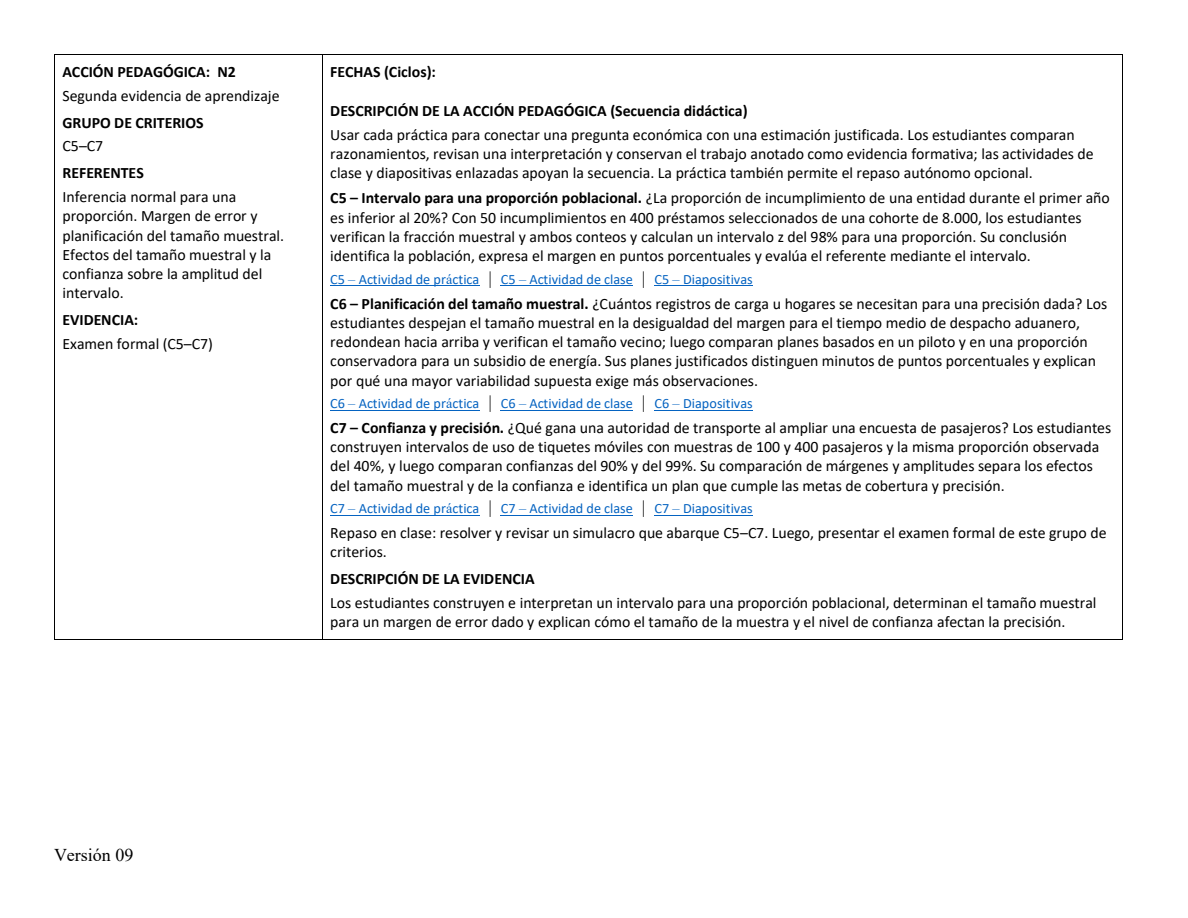 ACCIÓN PEDAGÓGICA:  N2
Segunda evidencia de aprendizaje
GRUPO DE CRITERIOS
C5–C7
REFERENTES
Inferencia normal para una
proporción. Margen de error y
planificación del tamaño muestral.
Efectos del tamaño muestral y la
confianza sobre la amplitud del
intervalo.
EVIDENCIA:
Examen formal (C5–C7)
FECHAS (Ciclos):
DESCRIPCIÓN DE LA ACCIÓN PEDAGÓGICA (Secuencia didáctica)
Usar cada práctica para conectar una pregunta económica con una estimación justificada. Los estudiantes comparan
razonamientos, revisan una interpretación y conservan el trabajo anotado como evidencia formativa; las actividades de
clase y diapositivas enlazadas apoyan la secuencia. La práctica también permite el repaso autónomo opcional.
C5 – Intervalo para una proporción poblacional. ¿La proporción de incumplimiento de una entidad durante el primer año
es inferior al 20%? Con 50 incumplimientos en 400 préstamos seleccionados de una cohorte de 8.000, los estudiantes
verifican la fracción muestral y ambos conteos y calculan un intervalo z del 98% para una proporción. Su conclusión
identifica la población, expresa el margen en puntos porcentuales y evalúa el referente mediante el intervalo.
C5 – Actividad de práctica | C5 – Actividad de clase | C5 – Diapositivas
C6 – Planificación del tamaño muestral. ¿Cuántos registros de carga u hogares se necesitan para una precisión dada? Los
estudiantes despejan el tamaño muestral en la desigualdad del margen para el tiempo medio de despacho aduanero,
redondean hacia arriba y verifican el tamaño vecino; luego comparan planes basados en un piloto y en una proporción
conservadora para un subsidio de energía. Sus planes justificados distinguen minutos de puntos porcentuales y explican
por qué una mayor variabilidad supuesta exige más observaciones.
C6 – Actividad de práctica | C6 – Actividad de clase | C6 – Diapositivas
C7 – Confianza y precisión. ¿Qué gana una autoridad de transporte al ampliar una encuesta de pasajeros? Los estudiantes
construyen intervalos de uso de tiquetes móviles con muestras de 100 y 400 pasajeros y la misma proporción observada
del 40%, y luego comparan confianzas del 90% y del 99%. Su comparación de márgenes y amplitudes separa los efectos
del tamaño muestral y de la confianza e identifica un plan que cumple las metas de cobertura y precisión.
C7 – Actividad de práctica | C7 – Actividad de clase | C7 – Diapositivas
Repaso en clase: resolver y revisar un simulacro que abarque C5–C7. Luego, presentar el examen formal de este grupo de
criterios.
DESCRIPCIÓN DE LA EVIDENCIA
Los estudiantes construyen e interpretan un intervalo para una proporción poblacional, determinan el tamaño muestral
para un margen de error dado y explican cómo el tamaño de la muestra y el nivel de confianza afectan la precisión.
Versión 09